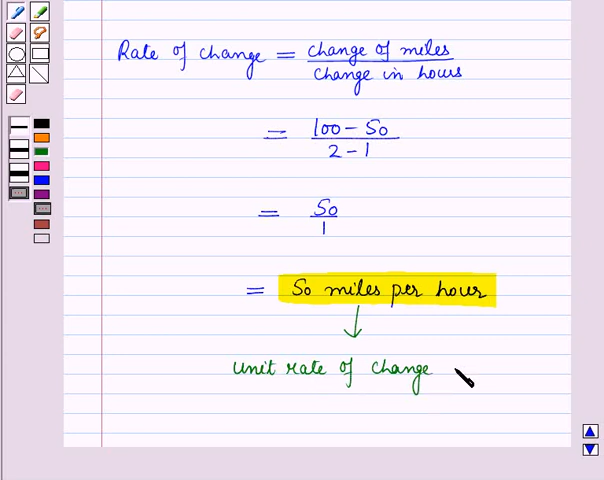 Rate of change = change of miles / change in hours
= 100 - 50 / 2 - 1
= 50 / 1
= 50 miles per hour
unit rate of change